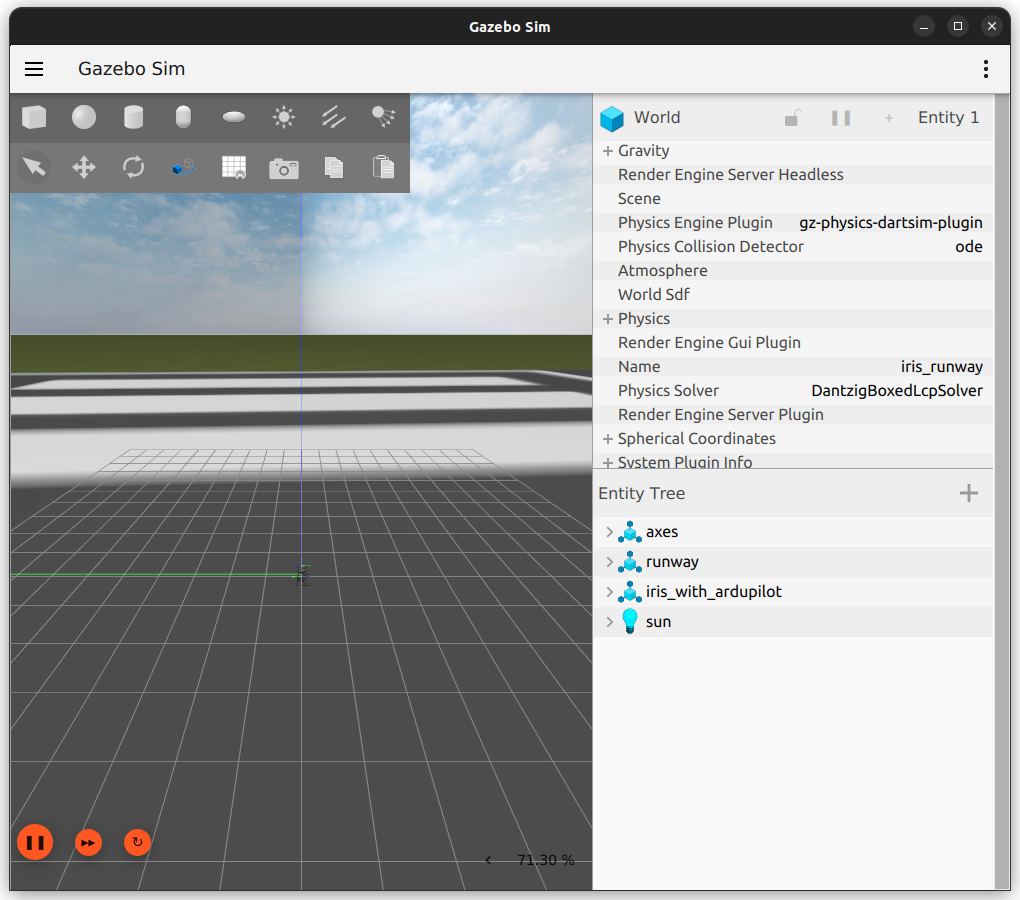 Gazebo Sim
Gazebo Sim
World Entity 1
Gravity
Render Engine Server Headless
Scene
Physics Engine Plugin gz-physics-dartsim-plugin
Physics Collision Detector ode
Atmosphere
World Sdf
Physics
Render Engine Gui Plugin
Name iris_runway
Physics Solver DantzigBoxedLcpSolver
Render Engine Server Plugin
Spherical Coordinates
System Plugin Info
Entity Tree
axes
runway
iris_with_ardupilot
sun
71.30 %